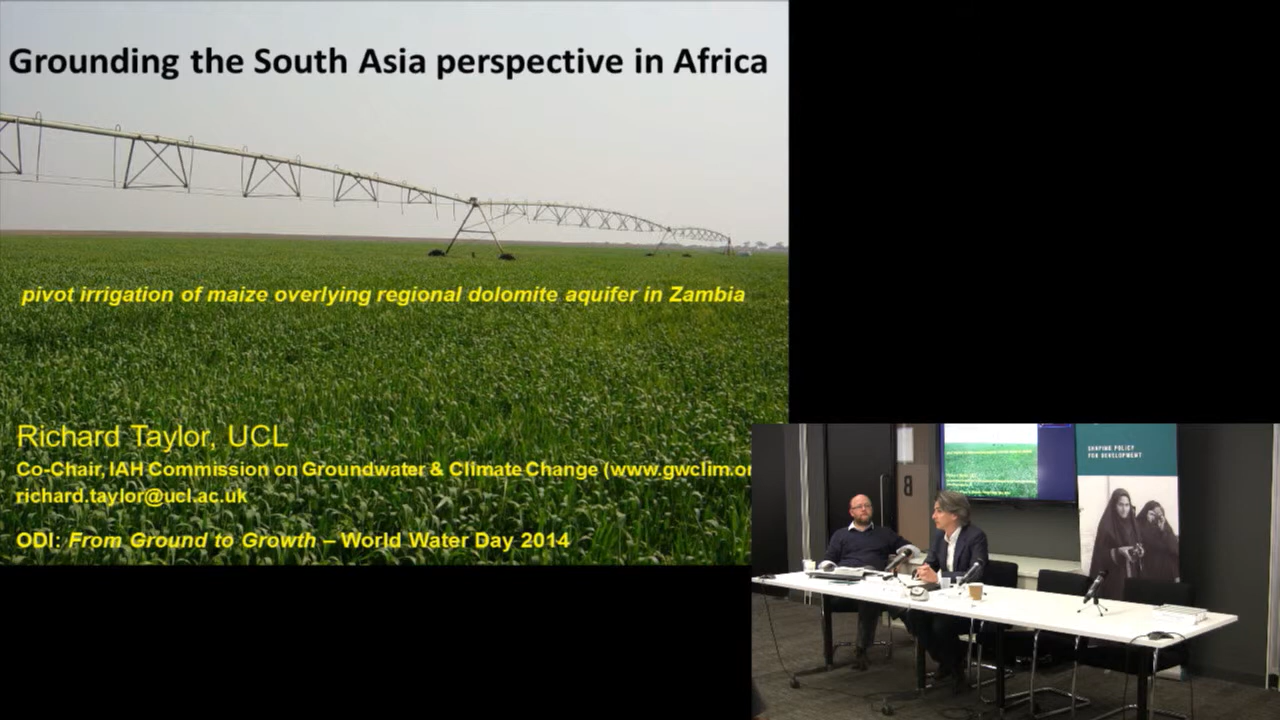 Grounding the South Asia perspective in Africa
pivot irrigation of maize overlying regional dolomite aquifer in Zambia
Richard Taylor, UCL
Co-Chair, IAH Commission on Groundwater & Climate Change (www.gwclim.or
richard.taylor@ucl.ac.uk
ODI: From Ground to Growth – World Water Day 2014
8
SHAPING POLICY
FOR DEVELOPMENT